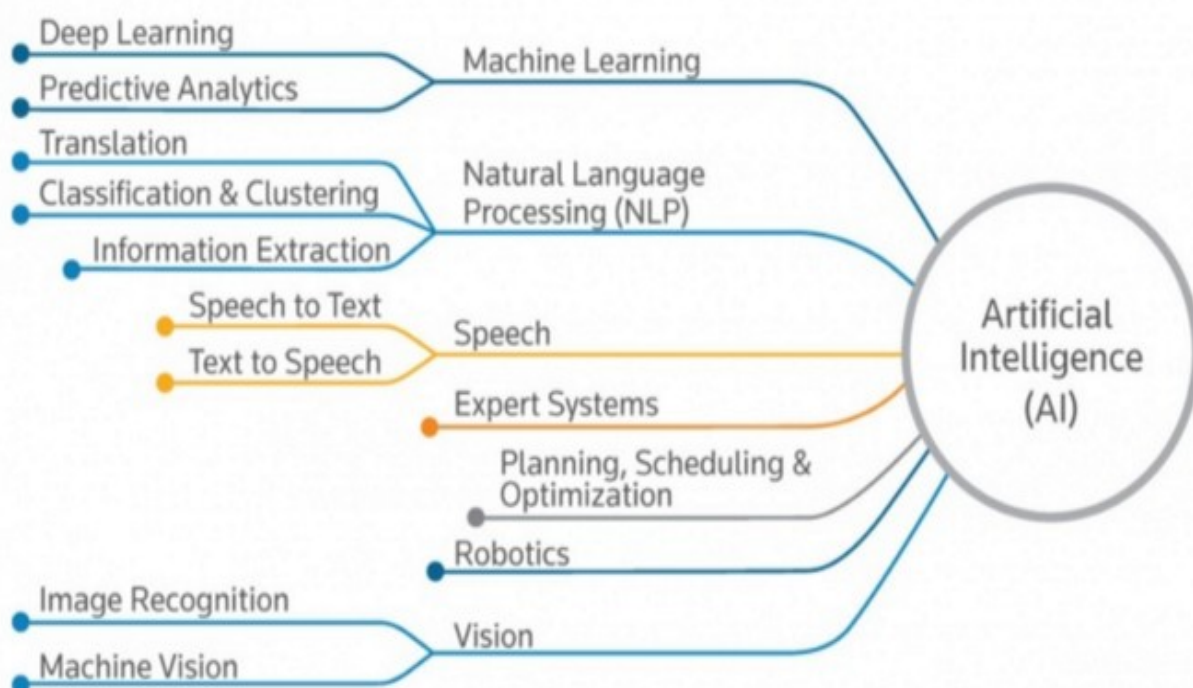 Deep Learning
Predictive Analytics
Machine Learning
Translation
Classification & Clustering
Information Extraction
Natural Language
Processing (NLP)
Speech to Text
Text to Speech
Speech
Expert Systems
Planning, Scheduling &
Optimization
Robotics
Image Recognition
Machine Vision
Vision
Artificial
Intelligence
(AI)